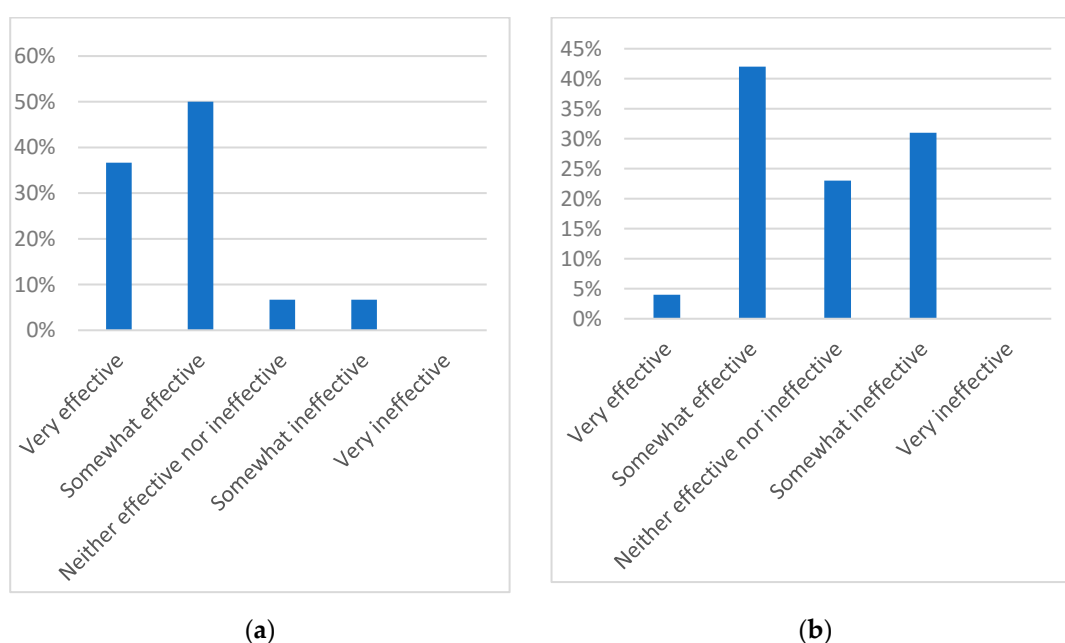 60%
50%
40%
30%
20%
10%
0%
Very effective
Somewhat effective
Neither effective nor ineffective
Somewhat ineffective
Very ineffective
(a)
45%
40%
35%
30%
25%
20%
15%
10%
5%
0%
Very effective
Somewhat effective
Neither effective nor ineffective
Somewhat ineffective
Very ineffective
(b)